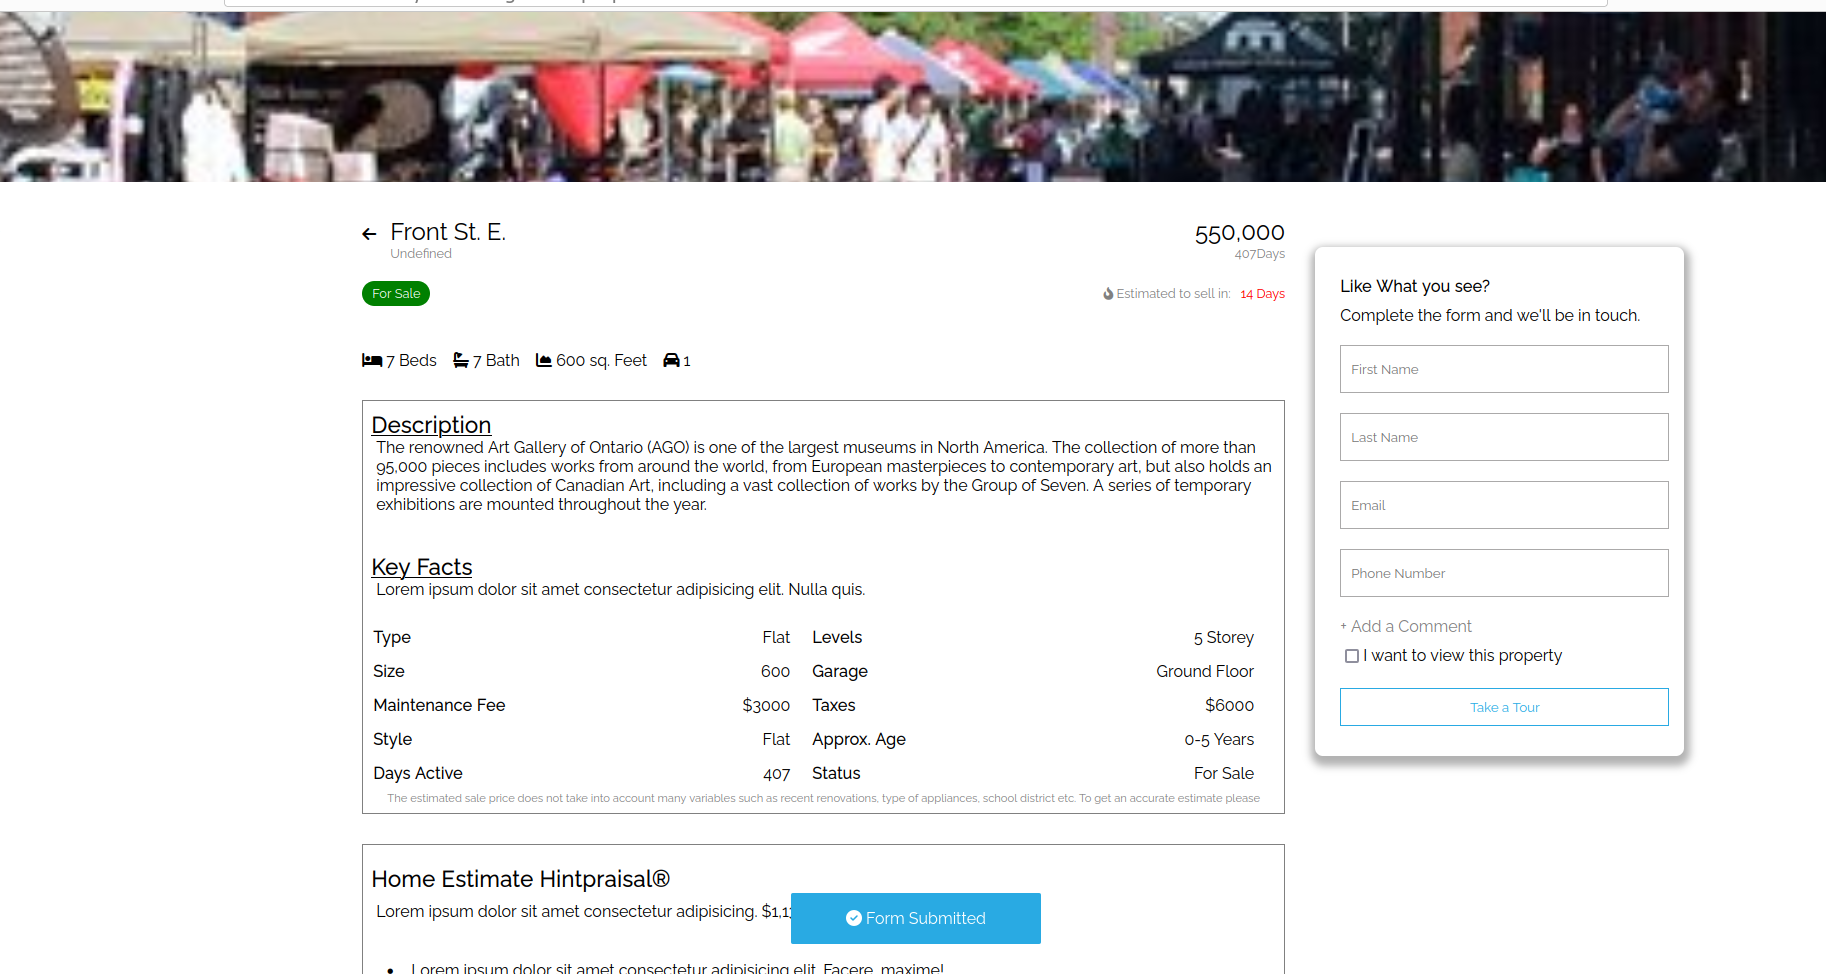 Front St. E.
550,000
Undefined
407Days
For Sale
Estimated to sell in: 14 Days
7 Beds 7 Bath 600 sq. Feet 1
Description
The renowned Art Gallery of Ontario (AGO) is one of the largest museums in North America. The collection of more than
95,000 pieces includes works from around the world, from European masterpieces to contemporary art, but also holds an
impressive collection of Canadian Art, including a vast collection of works by the Group of Seven. A series of temporary
exhibitions are mounted throughout the year.
Key Facts
Lorem ipsum dolor sit amet consectetur adipisicing elit. Nulla quis.
Type Flat Levels 5 Storey
Size 600 Garage Ground Floor
Maintenance Fee $3000 Taxes $6000
Style Flat Approx. Age 0-5 Years
Days Active 407 Status For Sale
The estimated sale price does not take into account many variables such as recent renovations, type of appliances, school district etc. To get an accurate estimate please
Home Estimate Hintpraisal®
Lorem ipsum dolor sit amet consectetur adipisicing.
Form Submitted
Lorem ipsum dolor sit amet consectetur adipisicing elit. Facere, maxime!
Like What you see?
Complete the form and we'll be in touch.
First Name
Last Name
Email
Phone Number
+ Add a Comment
I want to view this property
Take a Tour